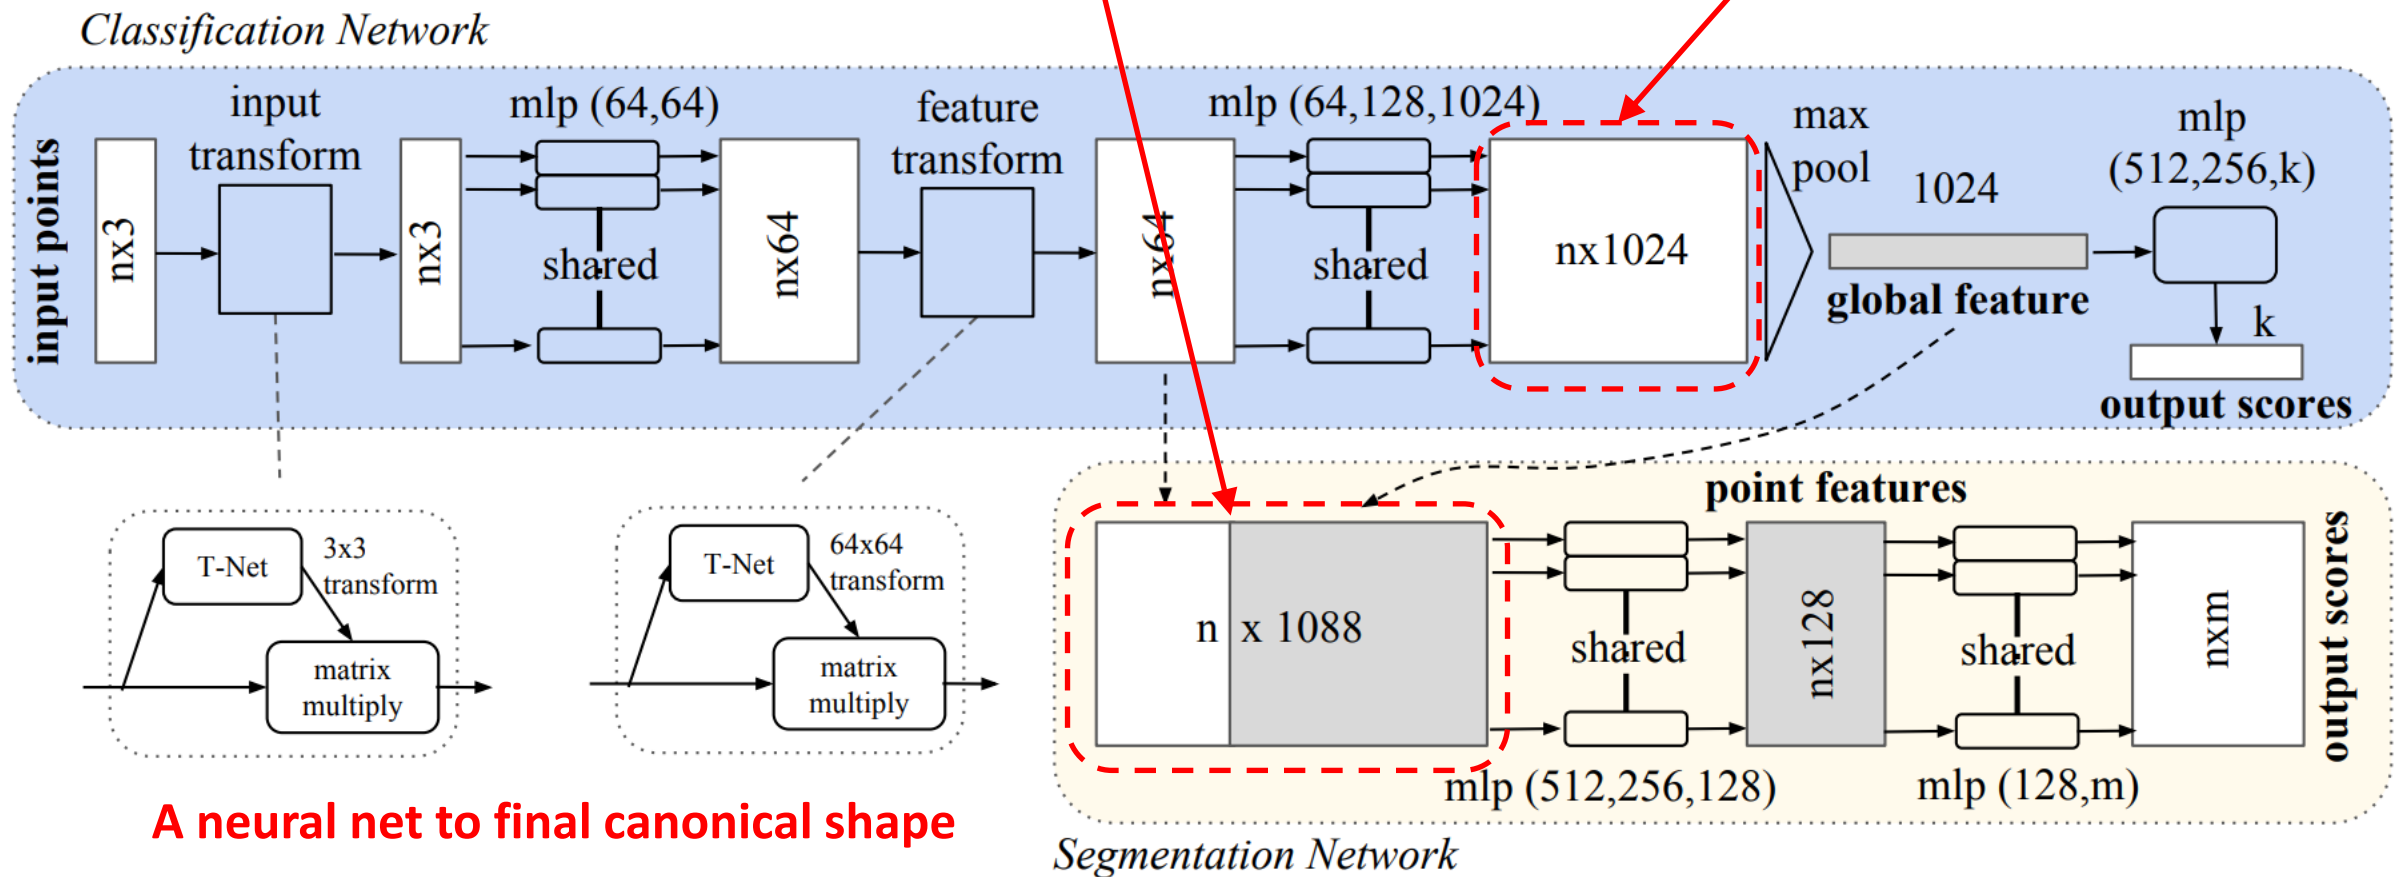 Classification Network
input points
nx3
input
transform
nx3
mlp (64,64)
shared
nx64
feature
transform
nx64
mlp (64,128,1024)
shared
nx1024
max
pool
1024
global feature
mlp
(512,256,k)
k
output scores
T-Net
3x3
transform
matrix
multiply
T-Net
64x64
transform
matrix
multiply
A neural net to final canonical shape
point features
n x 1088
shared
mlp (512,256,128)
nx128
shared
mlp (128,m)
nxm
output scores
Segmentation Network